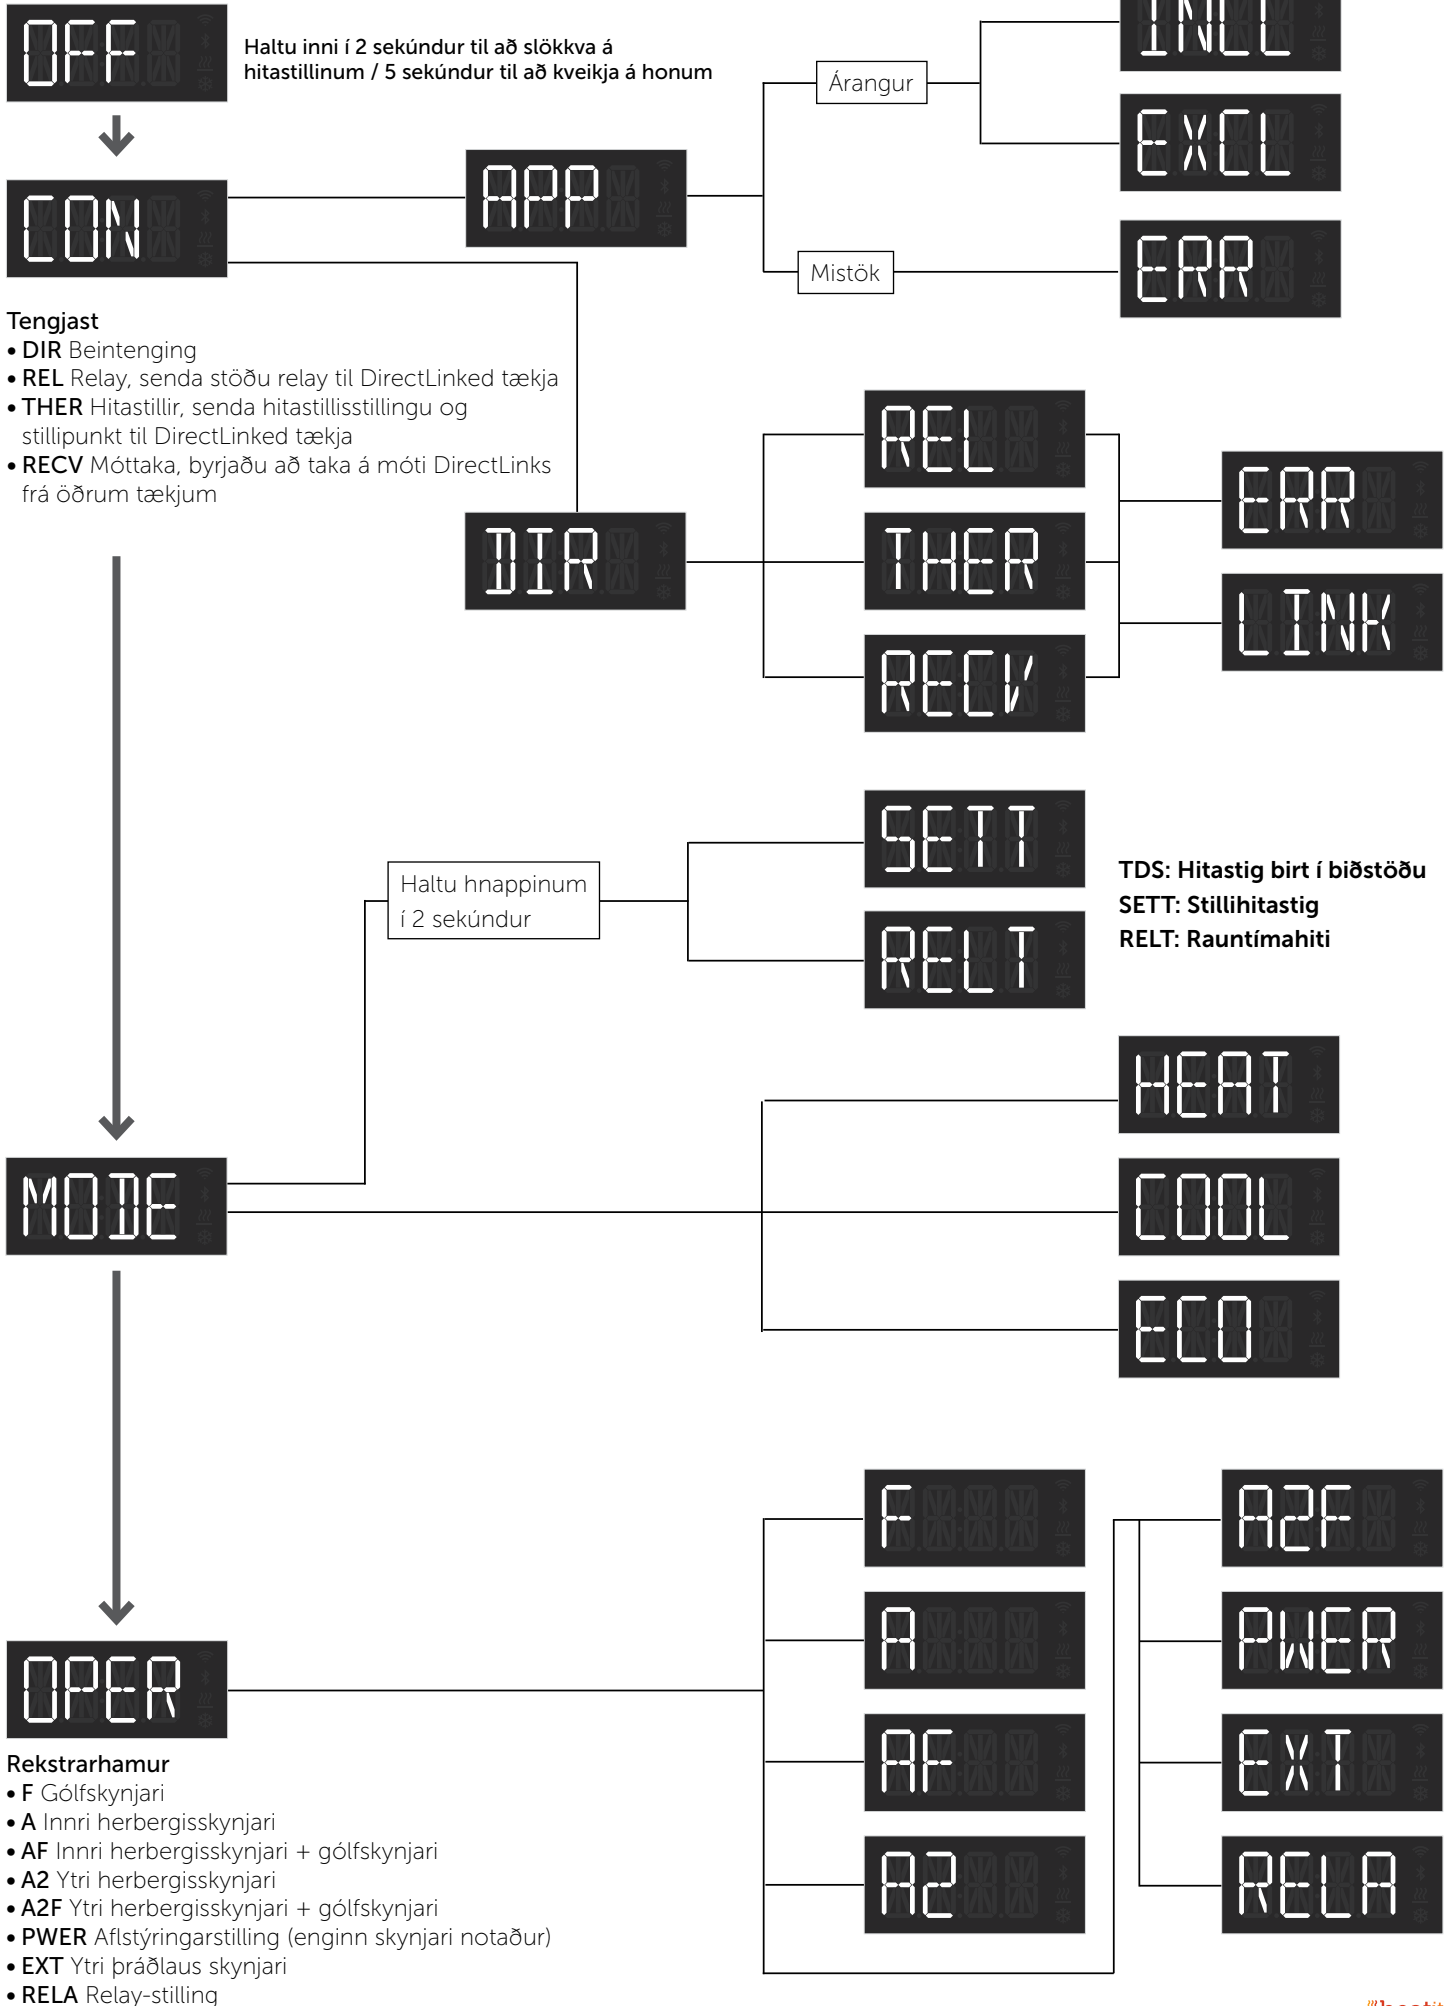 OFF
Haltu inni í 2 sekúndur til að slökkva á
hitastillinum / 5 sekúndur til að kveikja á honum
Árangur
INCL
EXCL
CON
APP
Mistök
ERR
Tengjast
• DIR Beintenging
• REL Relay, senda stöðu relay til DirectLinked tækja
• THER Hitastillir, senda hitastillisstillingu og
stillipunkt til DirectLinked tækja
• RECV Móttaka, byrjaðu að taka á móti DirectLinks
frá öðrum tækjum
DIR
REL
THER
RECV
ERR
LINK
Haltu hnappinum
í 2 sekúndur
SETT
RELT
TDS: Hitastig birt í biðstöðu
SETT: Stillihitastig
RELT: Rauntímahiti
MODE
HEAT
COOL
ECO
OPER
F
A
AF
A2
A2F
PWER
EXT
RELA
Rekstrarhamur
• F Gólfskynjari
• A Innri herbergisskynjari
• AF Innri herbergisskynjari + gólfskynjari
• A2 Ytri herbergisskynjari
• A2F Ytri herbergisskynjari + gólfskynjari
• PWER Aflstýringarstilling (enginn skynjari notaður)
• EXT Ytri þráðlaus skynjari
• RELA Relay-stilling